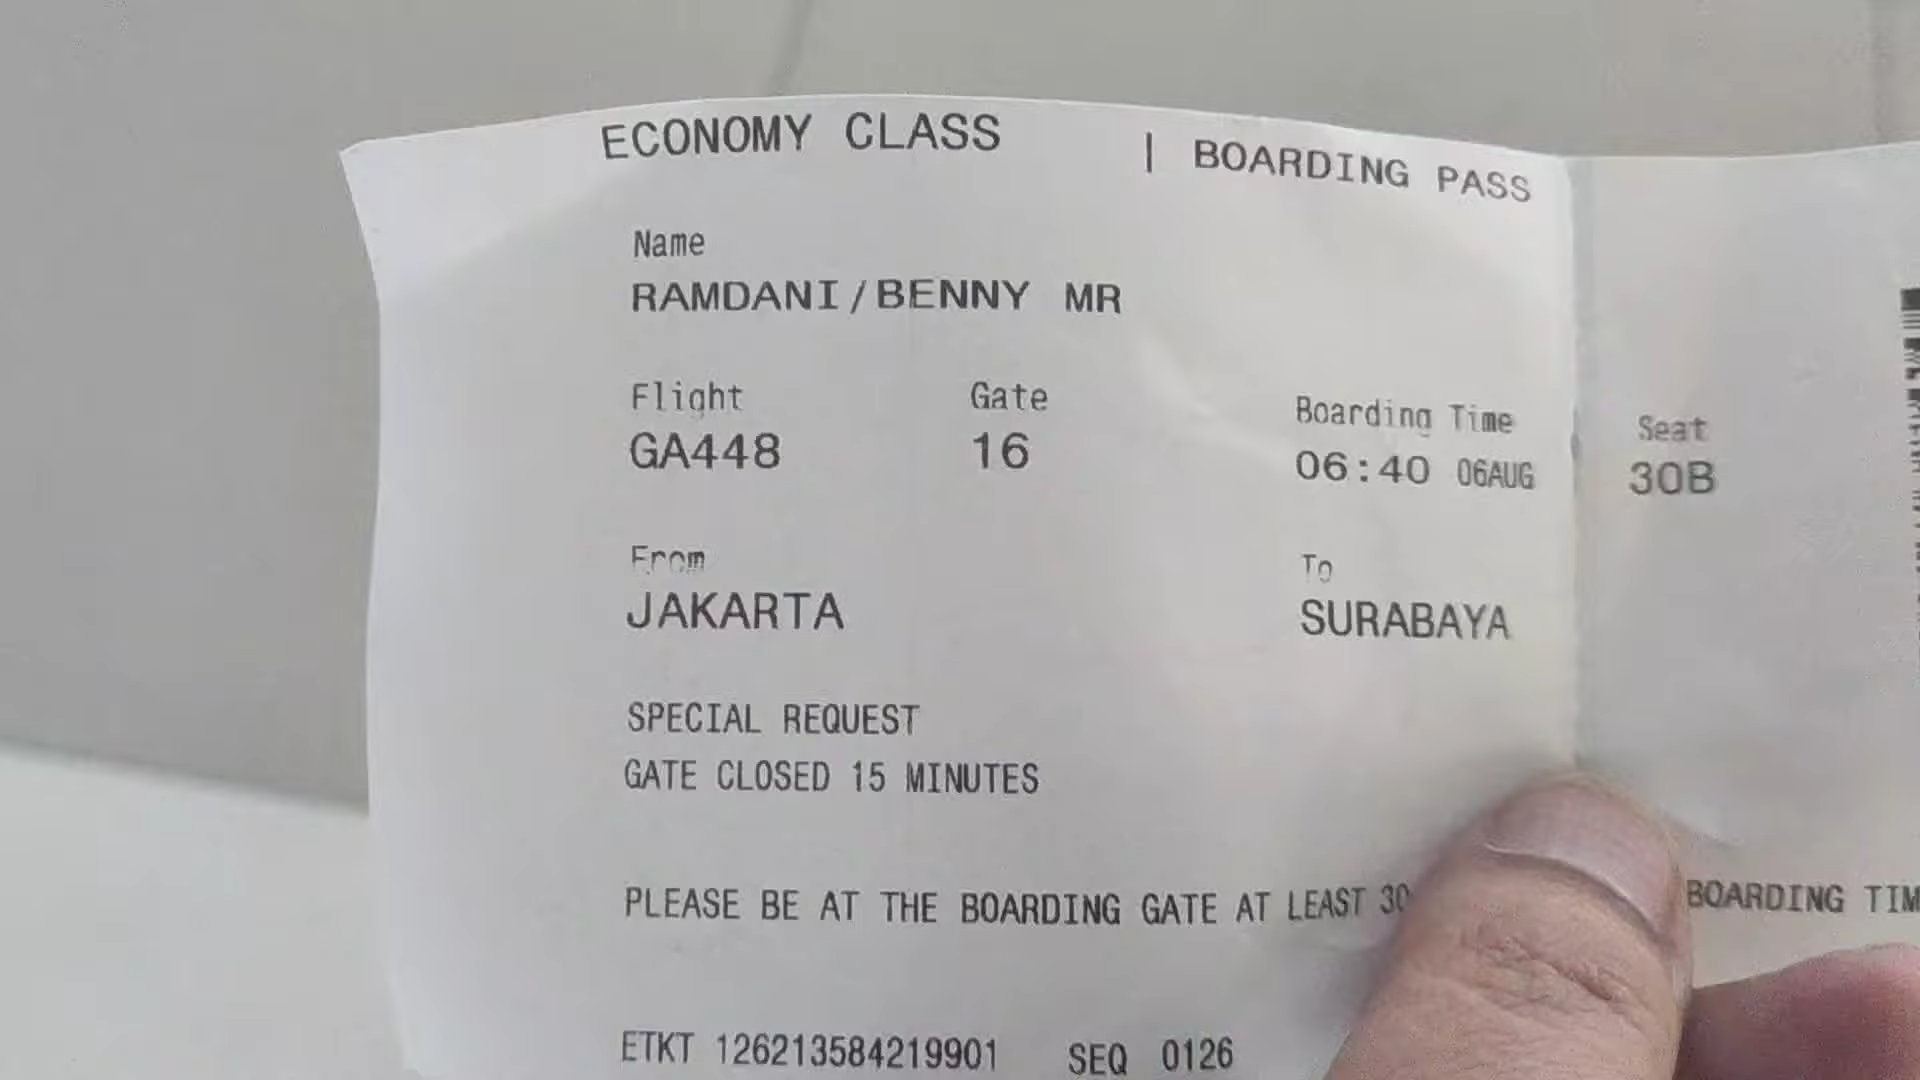 ECONOMY CLASS | BOARDING PASS
Name
RAMDANI/BENNY MR
Flight Gate Boarding Time Seat
GA448 16 06:40 06AUG 30B
From To
JAKARTA SURABAYA
SPECIAL REQUEST
GATE CLOSED 15 MINUTES
PLEASE BE AT THE BOARDING GATE AT LEAST 30 BOARDING TIM
ETKT 126213584219901 SEQ 0126